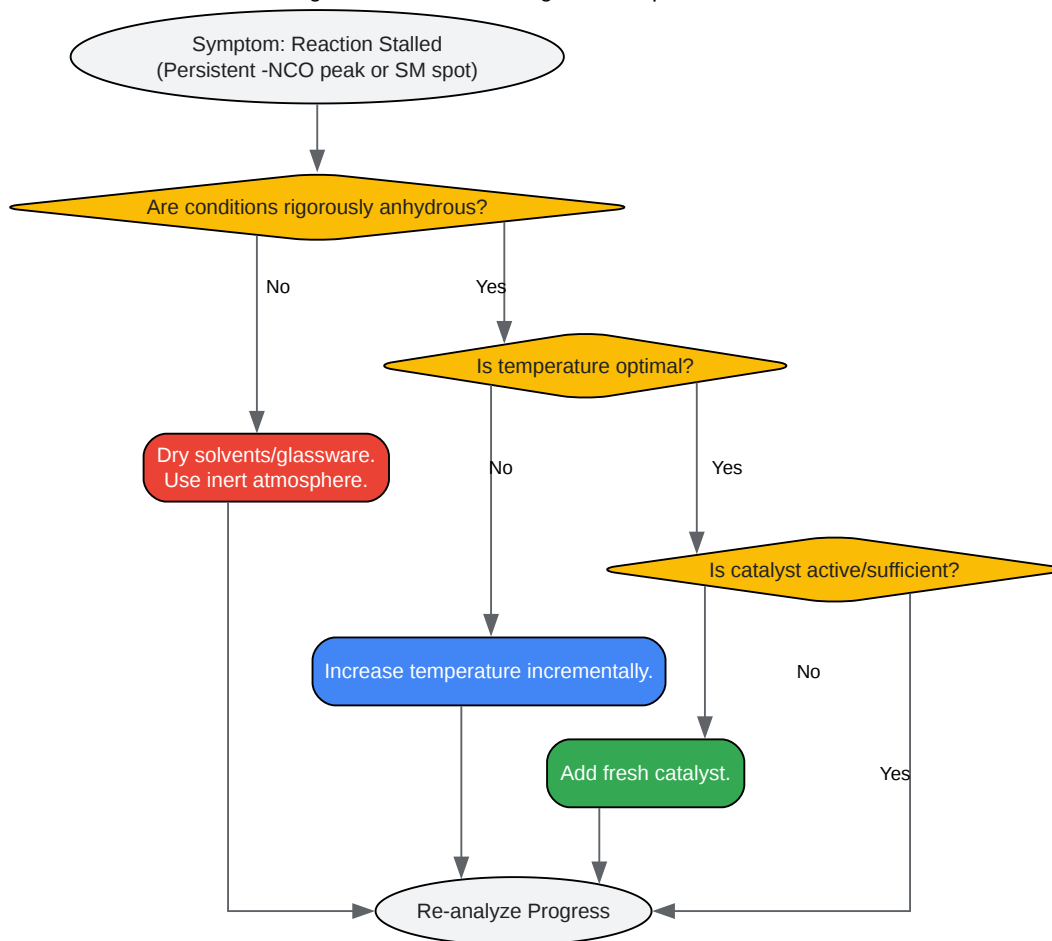 Symptom: Reaction Stalled
(Persistent -NCO peak or SM spot)
Are conditions rigorously anhydrous?
No
Yes
Is temperature optimal?
Dry solvents/glassware.
Use inert atmosphere.
No
Yes
Is catalyst active/sufficient?
Increase temperature incrementally.
No
Add fresh catalyst.
Yes
Re-analyze Progress